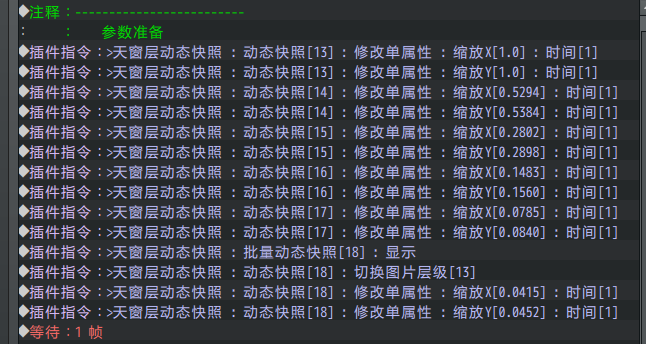 ◆注释：-------------------------
：　　：　　参数准备
◆插件指令：>天窗层动态快照 : 动态快照[13] : 修改单属性 : 缩放X[1.0] : 时间[1]
◆插件指令：>天窗层动态快照 : 动态快照[13] : 修改单属性 : 缩放Y[1.0] : 时间[1]
◆插件指令：>天窗层动态快照 : 动态快照[14] : 修改单属性 : 缩放X[0.5294] : 时间[1]
◆插件指令：>天窗层动态快照 : 动态快照[14] : 修改单属性 : 缩放Y[0.5384] : 时间[1]
◆插件指令：>天窗层动态快照 : 动态快照[15] : 修改单属性 : 缩放X[0.2802] : 时间[1]
◆插件指令：>天窗层动态快照 : 动态快照[15] : 修改单属性 : 缩放Y[0.2898] : 时间[1]
◆插件指令：>天窗层动态快照 : 动态快照[16] : 修改单属性 : 缩放X[0.1483] : 时间[1]
◆插件指令：>天窗层动态快照 : 动态快照[16] : 修改单属性 : 缩放Y[0.1560] : 时间[1]
◆插件指令：>天窗层动态快照 : 动态快照[17] : 修改单属性 : 缩放X[0.0785] : 时间[1]
◆插件指令：>天窗层动态快照 : 动态快照[17] : 修改单属性 : 缩放Y[0.0840] : 时间[1]
◆插件指令：>天窗层动态快照 : 批量动态快照[18] : 显示
◆插件指令：>天窗层动态快照 : 动态快照[18] : 切换图片层级[13]
◆插件指令：>天窗层动态快照 : 动态快照[18] : 修改单属性 : 缩放X[0.0415] : 时间[1]
◆插件指令：>天窗层动态快照 : 动态快照[18] : 修改单属性 : 缩放Y[0.0452] : 时间[1]
◆等待：1 帧